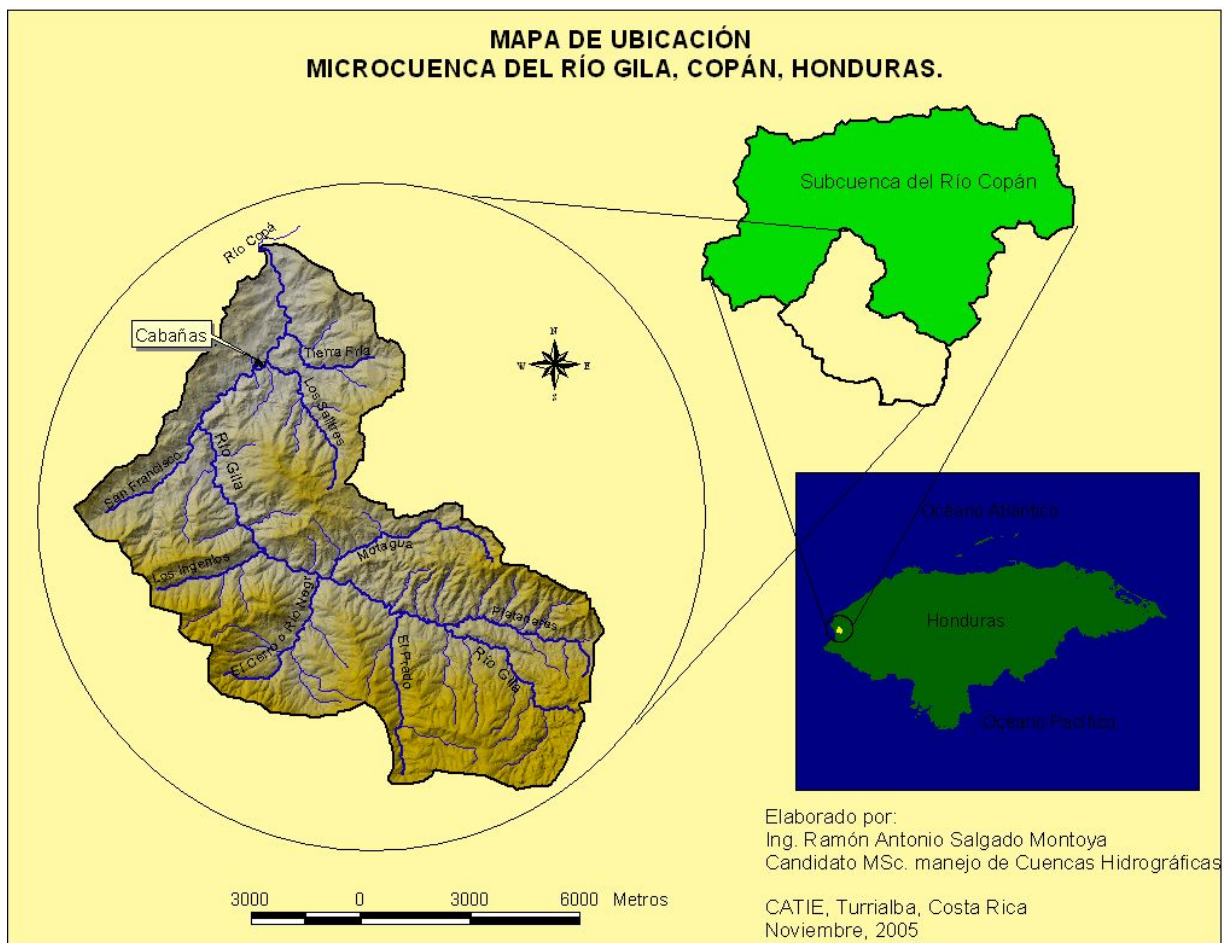 MAPA DE UBICACIÓN
MICROCUENCA DEL RÍO GILA, COPÁN, HONDURAS.
Subcuenca del Río Copán
Río Copá
Cabañas
Tierra Fría
Los Salitres
Río Gila
San Francisco
Los Ingenios
Motagua
El Cerro o Río Negr
Platanares
El Prado
Río Gila
N
W
E
S
Océano Atlántico
Honduras
Océano Pacífico
3000 0 3000 6000 Metros
Elaborado por:
Ing. Ramón Antonio Salgado Montoya
Candidato MSc. manejo de Cuencas Hidrográficas
CATIE, Turrialba, Costa Rica
Noviembre, 2005